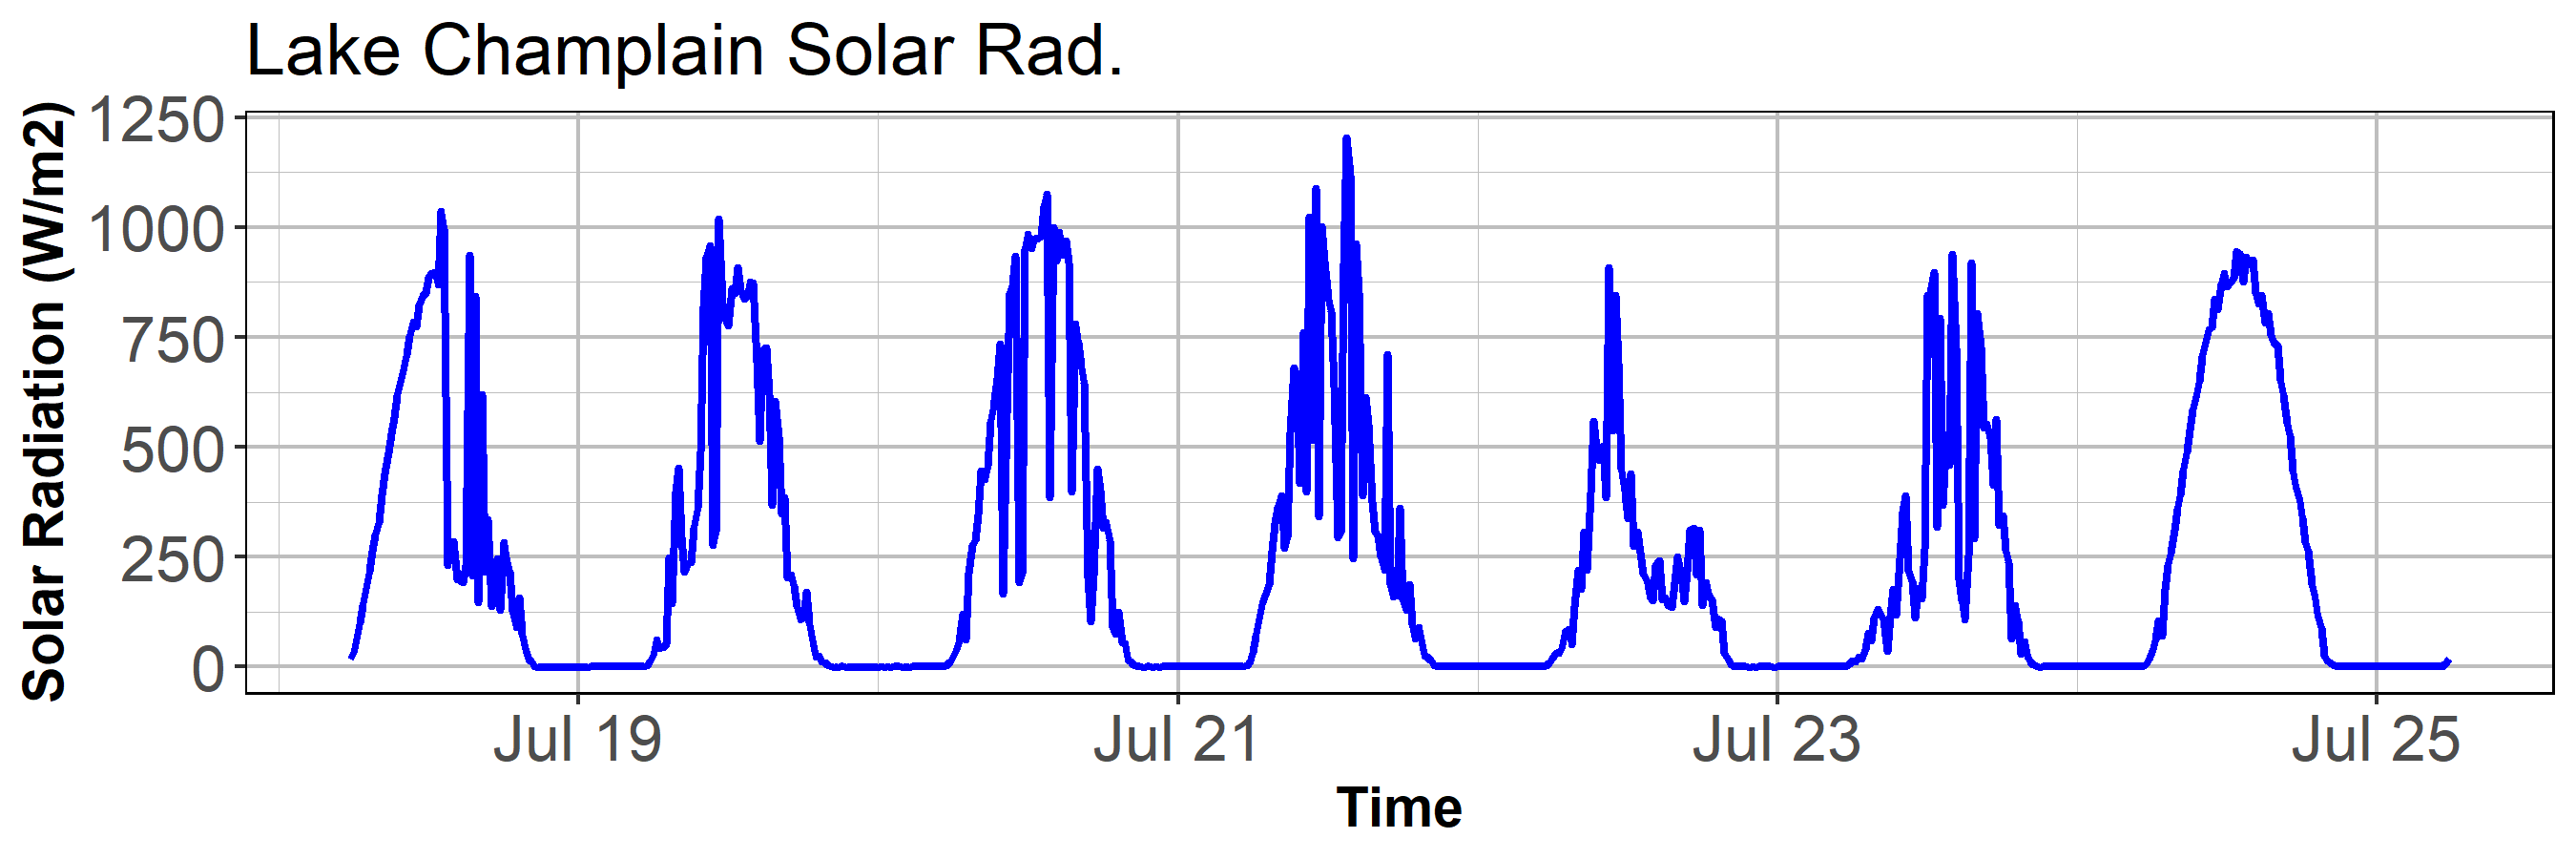 Lake Champlain Solar Rad.
Solar Radiation (W/m2)
1250
1000
750
500
250
0
Jul 19 Jul 21 Jul 23 Jul 25
Time